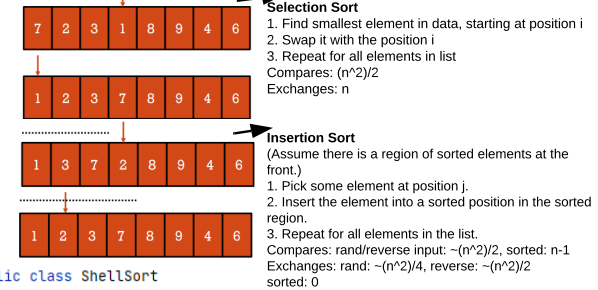 Selection Sort
7 2 3 1 8 9 4 6
1. Find smallest element in data, starting at position i
2. Swap it with the position i
3. Repeat for all elements in list
Compares: (n^2)/2
Exchanges: n
1 2 3 7 8 9 4 6
Insertion Sort
(Assume there is a region of sorted elements at the
front.)
1 3 7 2 8 9 4 6
1. Pick some element at position j.
2. Insert the element into a sorted position in the sorted
region.
1 2 3 7 8 9 4 6
3. Repeat for all elements in the list.
Compares: rand/reverse input: ~(n^2)/2, sorted: n-1
Exchanges: rand: ~(n^2)/4, reverse: ~(n^2)/2
sorted: 0
lic class ShellSort